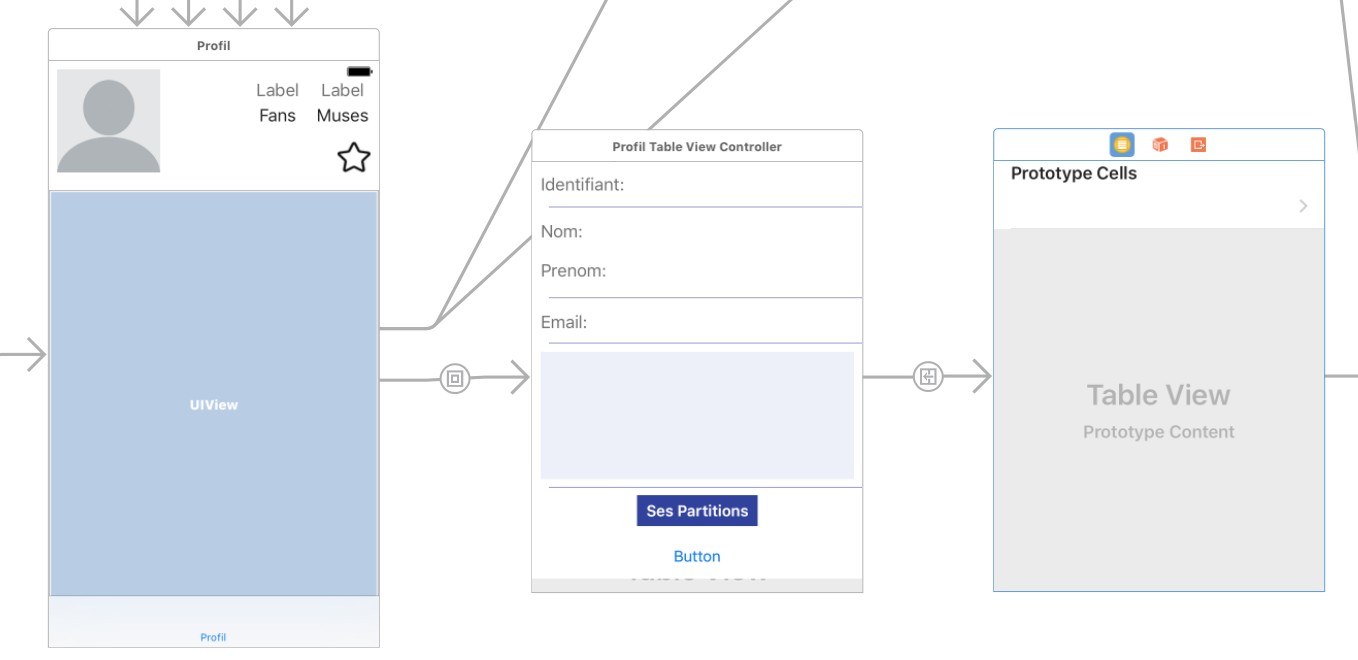 Profil
Label Label
Fans Muses
UIView
Profil
Profil Table View Controller
Identifiant:
Nom:
Prenom:
Email:
Ses Partitions
Button
Prototype Cells
Table View
Prototype Content